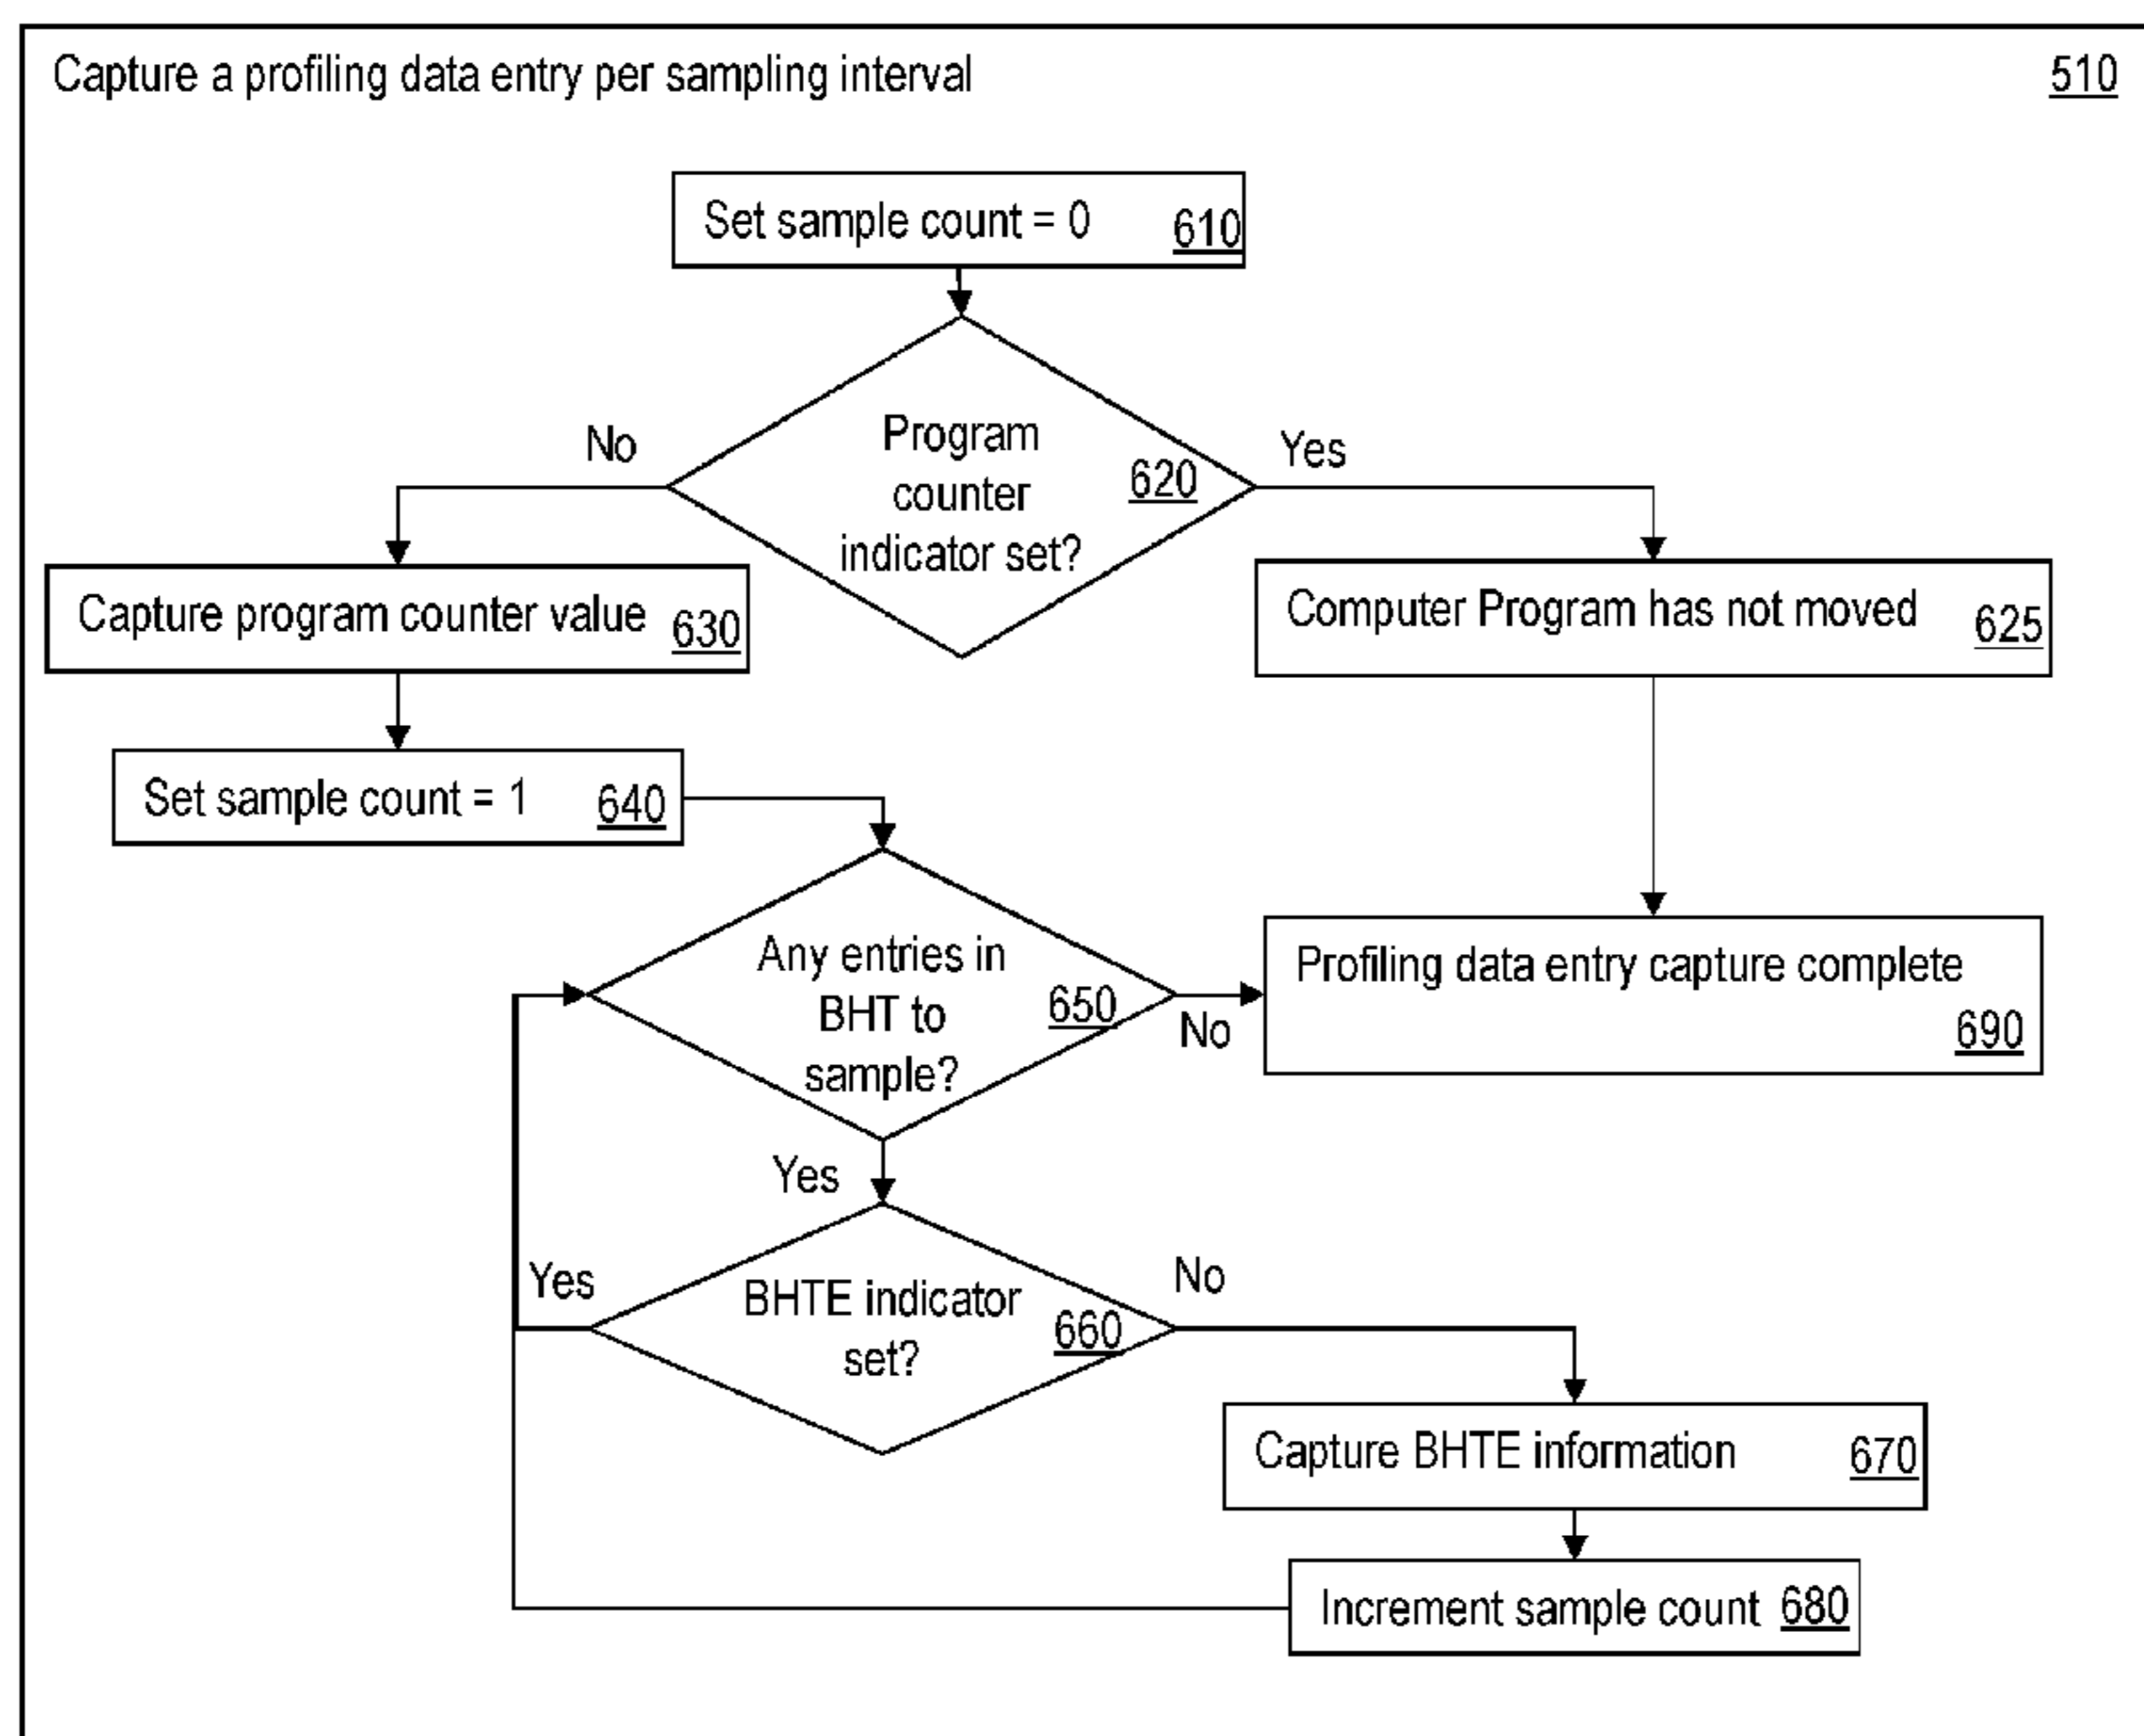 Capture a profiling data entry per sampling interval 510
Set sample count = 0 610
No
Program
counter
indicator set?
620
Yes
Capture program counter value 630
Computer Program has not moved 625
Set sample count = 1 640
Any entries in
BHT to
sample?
650
No
Profiling data entry capture complete
690
Yes
Yes
BHTE indicator
set?
660
No
Capture BHTE information 670
Increment sample count 680